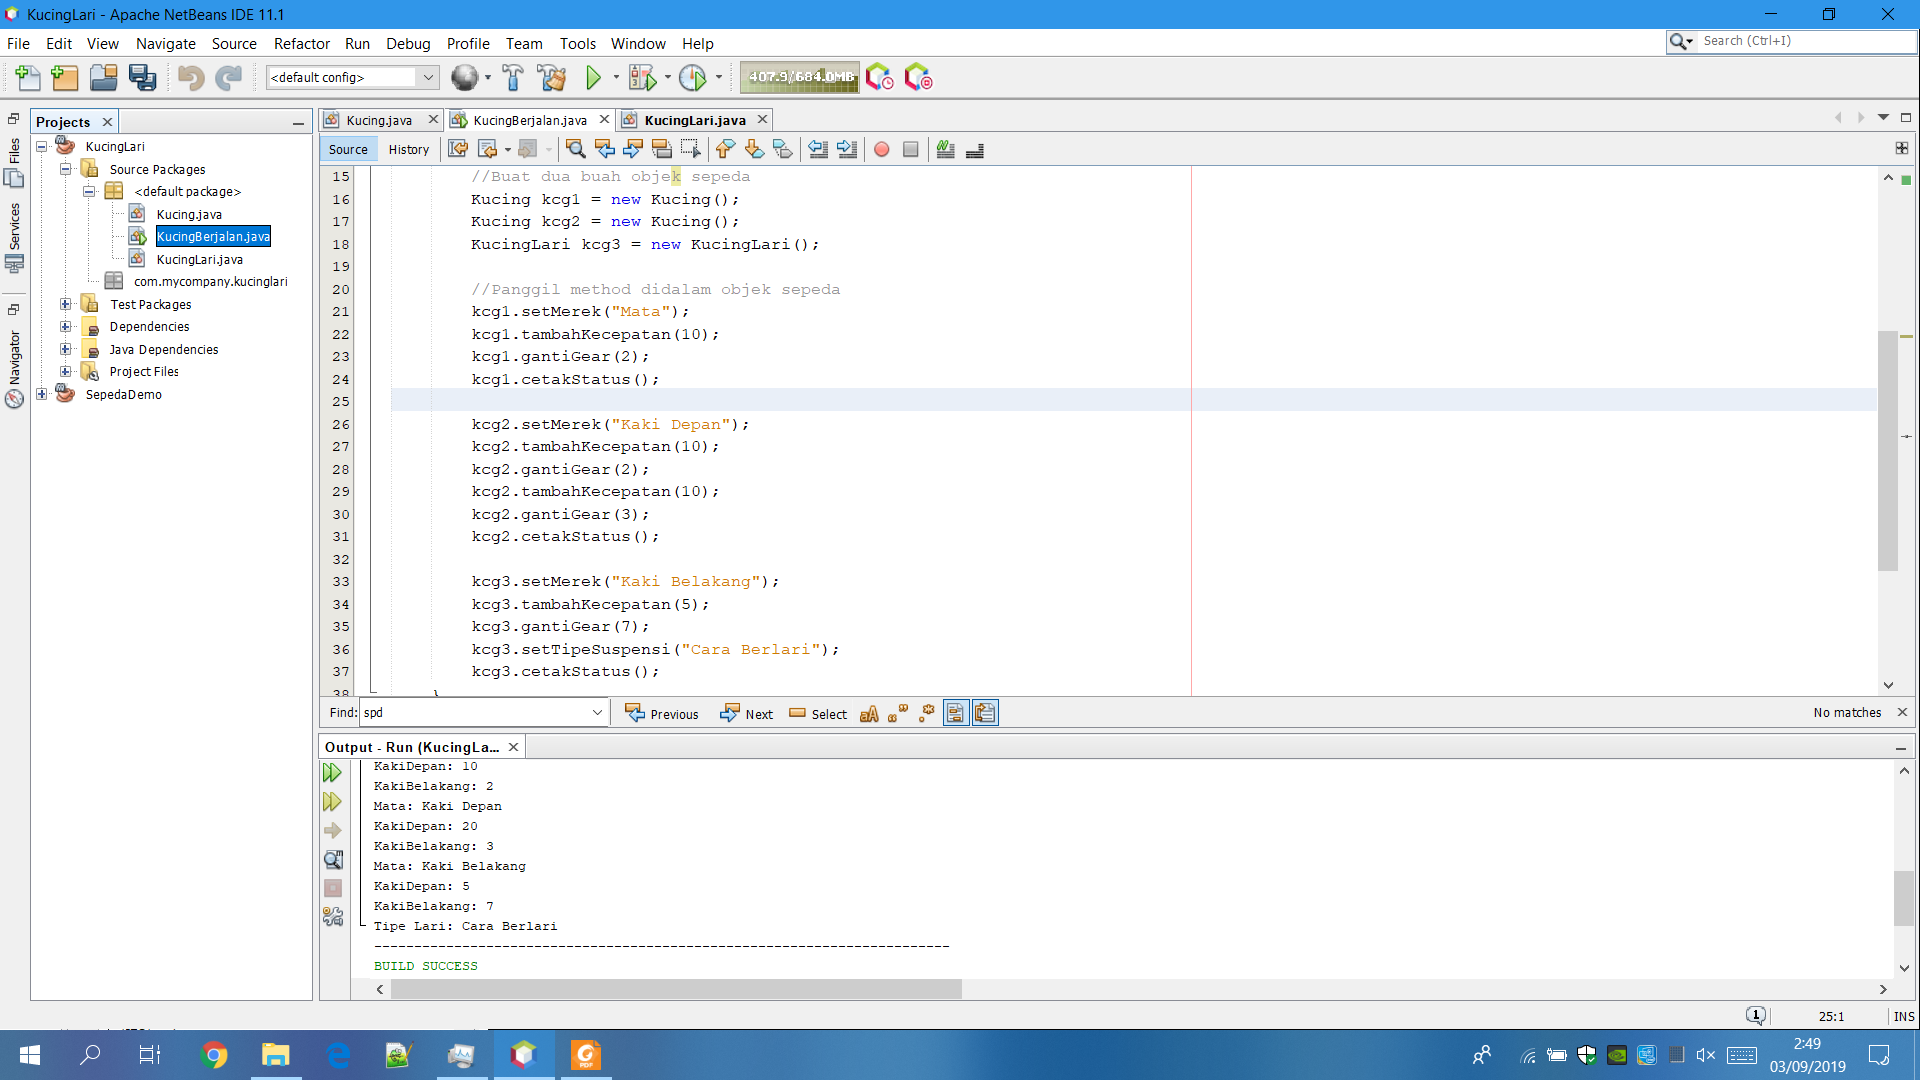 KucingLari - Apache NetBeans IDE 11.1
File Edit View Navigate Source Refactor Run Debug Profile Team Tools Window Help
Search (Ctrl+I)
<default config>
407.9/684.0MB
Projects
Files
Services
Navigator
KucingLari
Source Packages
<default package>
Kucing.java
KucingBerjalan.java
KucingLari.java
com.mycompany.kucinglari
Test Packages
Dependencies
Java Dependencies
Project Files
SepedaDemo
Kucing.java KucingBerjalan.java KucingLari.java
Source History
15 //Buat dua buah objek sepeda
16 Kucing kcg1 = new Kucing();
17 Kucing kcg2 = new Kucing();
18 KucingLari kcg3 = new KucingLari();
19
20 //Panggil method didalam objek sepeda
21 kcg1.setMerek("Mata");
22 kcg1.tambahKecepatan(10);
23 kcg1.gantiGear(2);
24 kcg1.cetakStatus();
25
26 kcg2.setMerek("Kaki Depan");
27 kcg2.tambahKecepatan(10);
28 kcg2.gantiGear(2);
29 kcg2.tambahKecepatan(10);
30 kcg2.gantiGear(3);
31 kcg2.cetakStatus();
32
33 kcg3.setMerek("Kaki Belakang");
34 kcg3.tambahKecepatan(5);
35 kcg3.gantiGear(7);
36 kcg3.setTipeSuspensi("Cara Berlari");
37 kcg3.cetakStatus();
38 }
Find: spd Previous Next Select No matches
Output - Run (KucingLa...
KakiDepan: 10
KakiBelakang: 2
Mata: Kaki Depan
KakiDepan: 20
KakiBelakang: 3
Mata: Kaki Belakang
KakiDepan: 5
KakiBelakang: 7
Tipe Lari: Cara Berlari
------------------------------------------------------------------------
BUILD SUCCESS
1 25:1 INS
2:49
03/09/2019